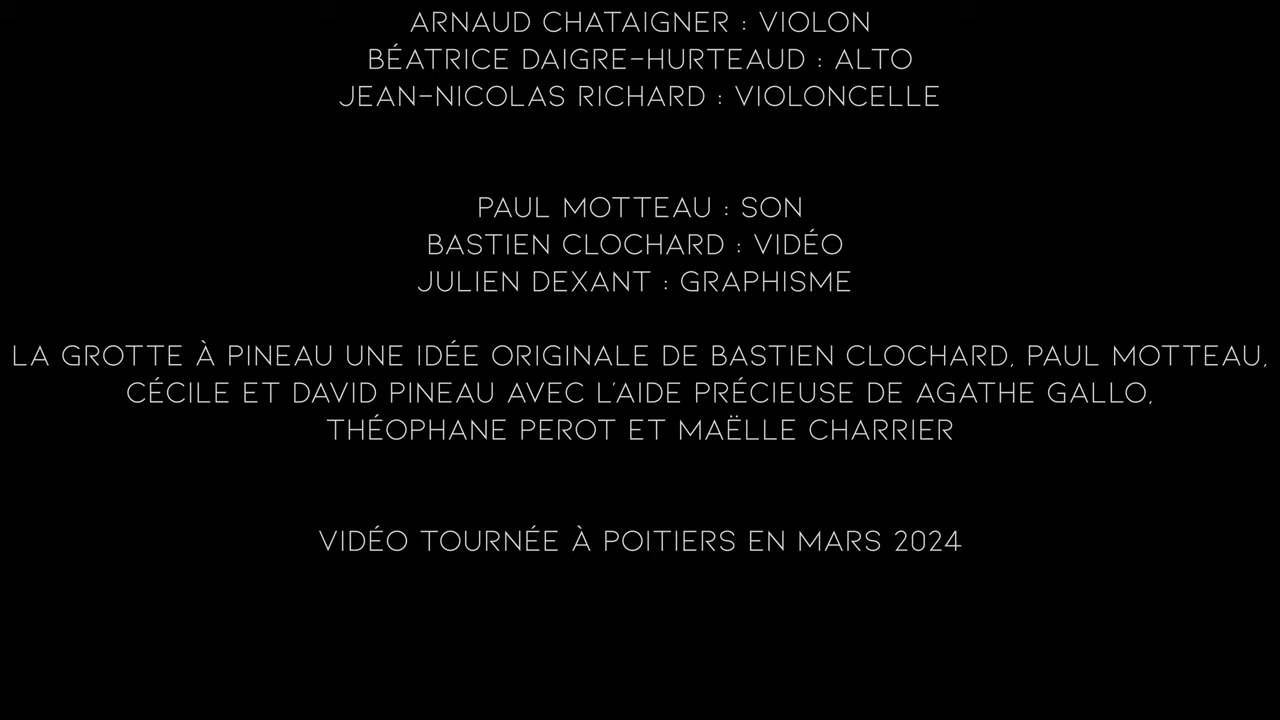 ARNAUD CHATAIGNER : VIOLON
BÉATRICE DAIGRE-HURTEAUD : ALTO
JEAN-NICOLAS RICHARD : VIOLONCELLE
PAUL MOTTEAU : SON
BASTIEN CLOCHARD : VIDÉO
JULIEN DEXANT : GRAPHISME
LA GROTTE À PINEAU UNE IDÉE ORIGINALE DE BASTIEN CLOCHARD, PAUL MOTTEAU,
CÉCILE ET DAVID PINEAU AVEC L'AIDE PRÉCIEUSE DE AGATHE GALLO,
THÉOPHANE PEROT ET MAËLLE CHARRIER
VIDÉO TOURNÉE À POITIERS EN MARS 2024